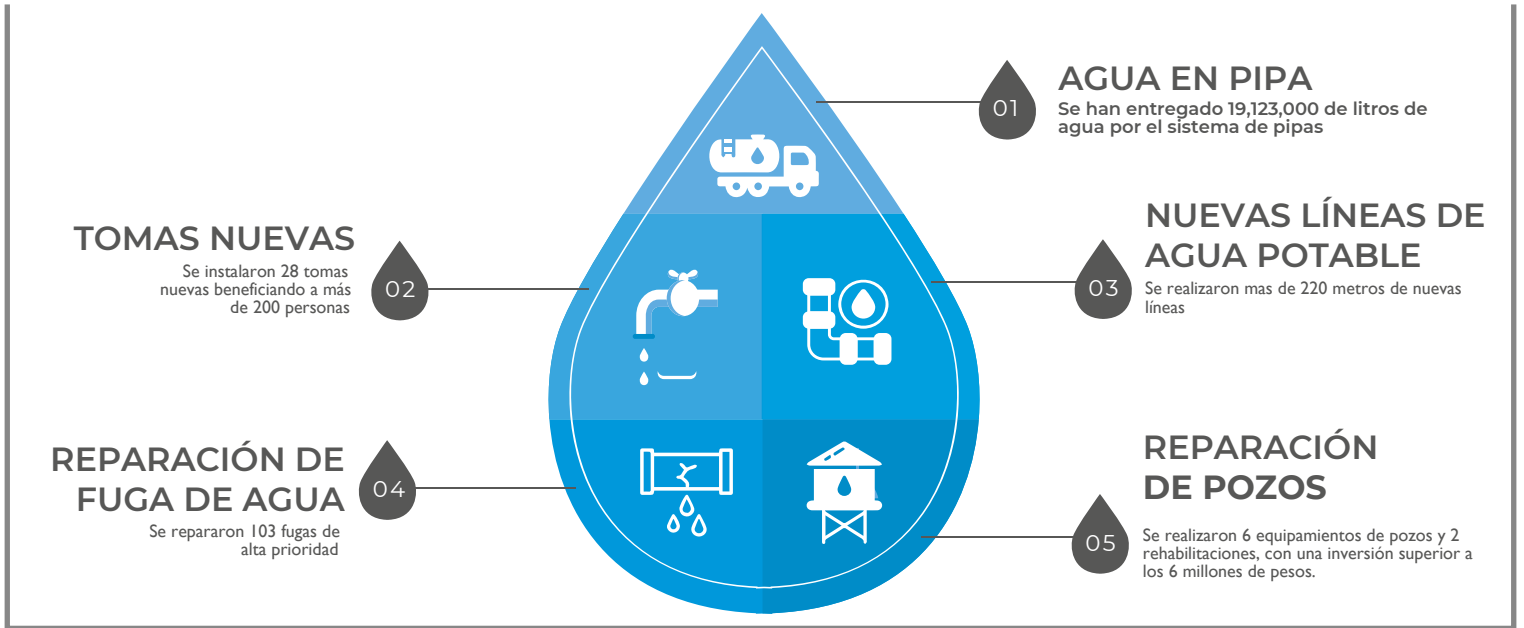 01
AGUA EN PIPA
Se han entregado 19,123,000 de litros de
agua por el sistema de pipas
TOMAS NUEVAS
Se instalaron 28 tomas
nuevas beneficiando a más
de 200 personas
02
03
NUEVAS LÍNEAS DE
AGUA POTABLE
Se realizaron mas de 220 metros de nuevas
líneas
REPARACIÓN DE
FUGA DE AGUA
Se repararon 103 fugas de
alta prioridad
04
05
REPARACIÓN
DE POZOS
Se realizaron 6 equipamientos de pozos y 2
rehabilitaciones, con una inversión superior a
los 6 millones de pesos.